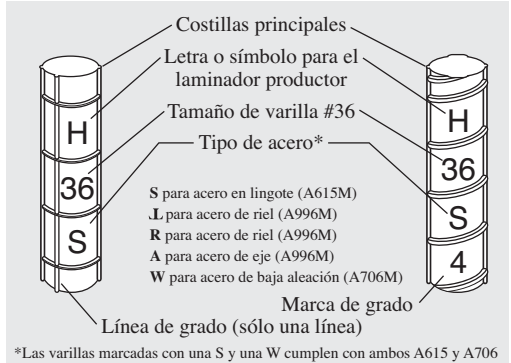 Costillas principales
Letra o símbolo para el
laminador productor
H
H
Tamaño de varilla #36
36
36
Tipo de acero*
S
S
S para acero en lingote (A615M)
.L para acero de riel (A996M)
R para acero de riel (A996M)
A para acero de eje (A996M)
W para acero de baja aleación (A706M)
4
Marca de grado
Línea de grado (sólo una línea)
*Las varillas marcadas con una S y una W cumplen con ambos A615 y A706